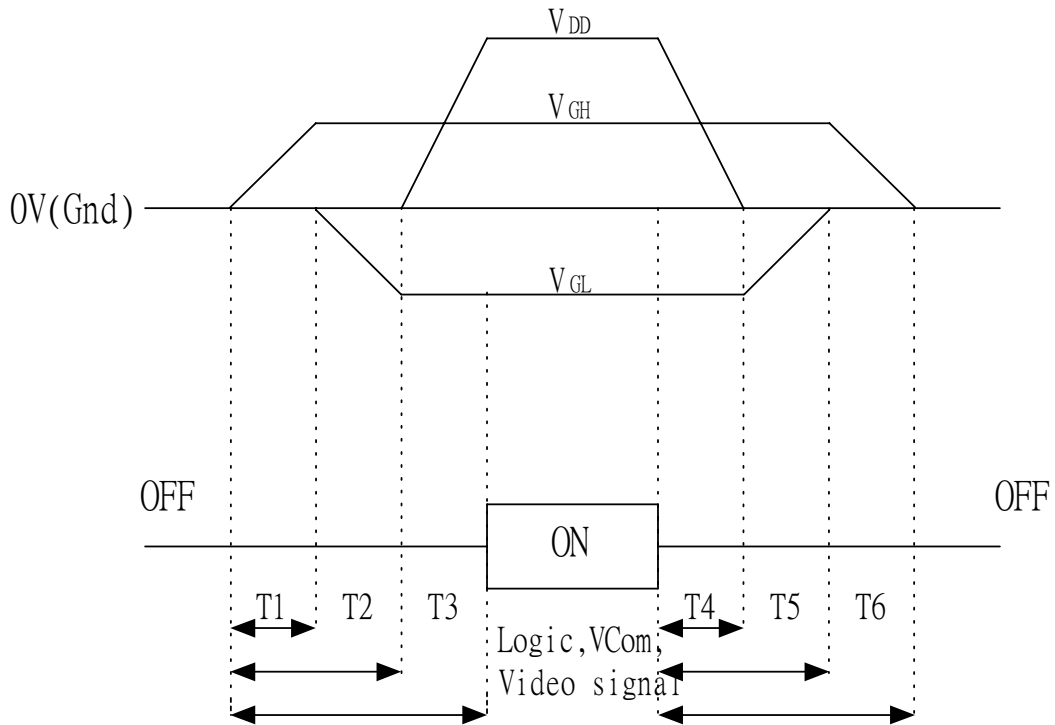 VDD
VGH
0V(Gnd)
VGL
OFF
OFF
ON
T1
T2
T3
T4
T5
T6
Logic,VCom,
Video signal